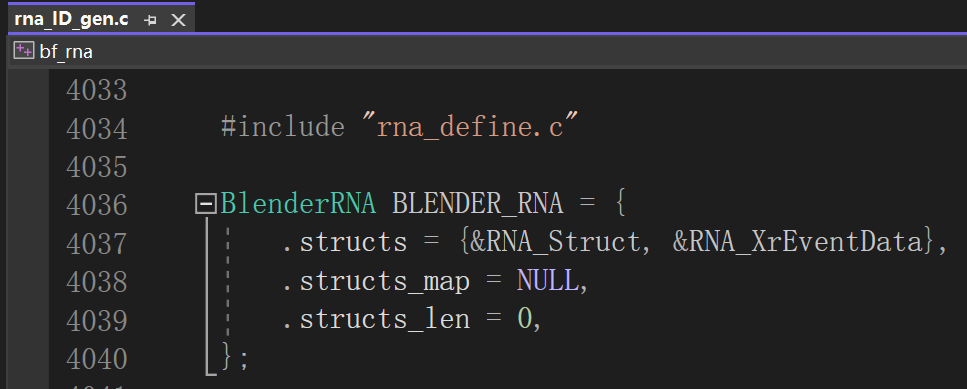 rna_ID_gen.c
bf_rna
4033
4034 #include "rna_define.c"
4035
4036 BlenderRNA BLENDER_RNA = {
4037 .structs = {&RNA_Struct, &RNA_XrEventData},
4038 .structs_map = NULL,
4039 .structs_len = 0,
4040 };